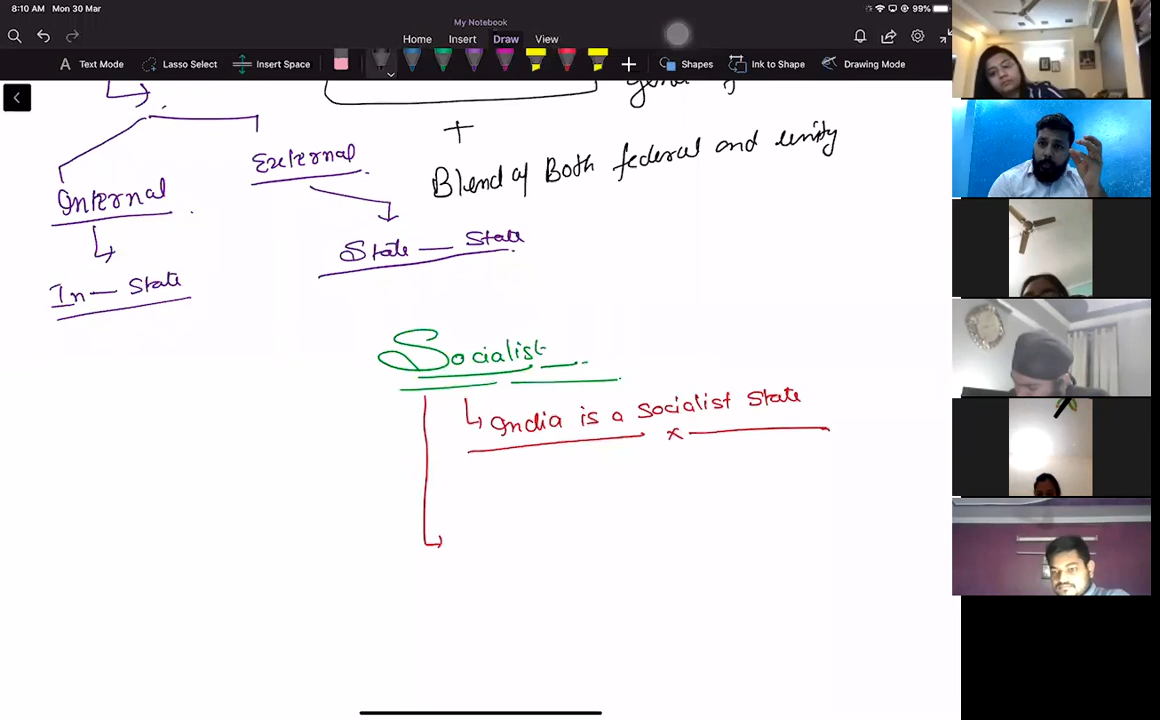 8:10 AM Mon 30 Mar
99%
My Notebook
Home Insert Draw View
Text Mode Lasso Select Insert Space Shapes Ink to Shape Drawing Mode
+
Blend of Both federal and unity
External
Internal
State — State
In — State
Socialist
India is a Socialist State
x